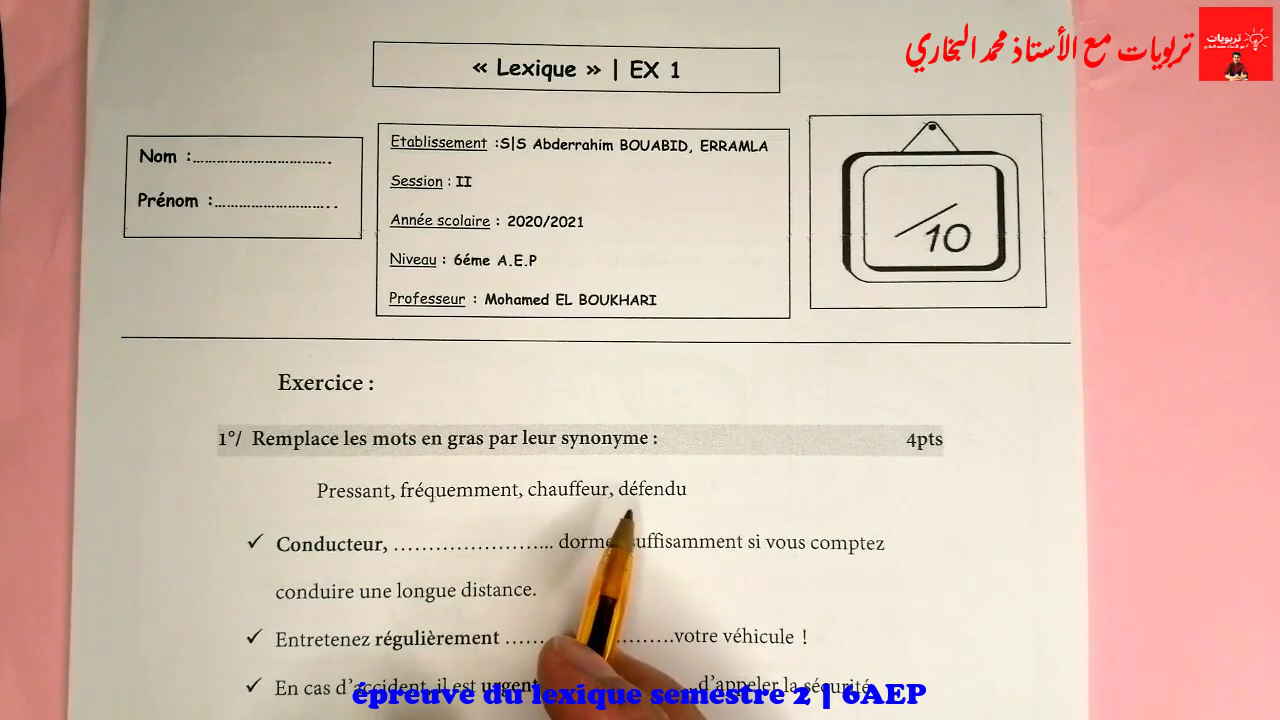 تربويات مع الأستاذ محمد البخاري
تربويات
« Lexique » | EX 1
Nom :……………………………….
Prénom :………………………..
Etablissement :S|S Abderrahim BOUABID, ERRAMLA
Session : II
Année scolaire : 2020/2021
Niveau : 6éme A.E.P
Professeur : Mohamed EL BOUKHARI
/10
Exercice :
1°/ Remplace les mots en gras par leur synonyme : 4pts
Pressant, fréquemment, chauffeur, défendu
✓ Conducteur, …………………... dorme suffisamment si vous comptez
conduire une longue distance.
✓ Entretenez régulièrement …… ……….votre véhicule !
✓ En cas d'accident, il est urgent d'appeler la sécurité
épreuve du lexique semestre 2 | 6AEP